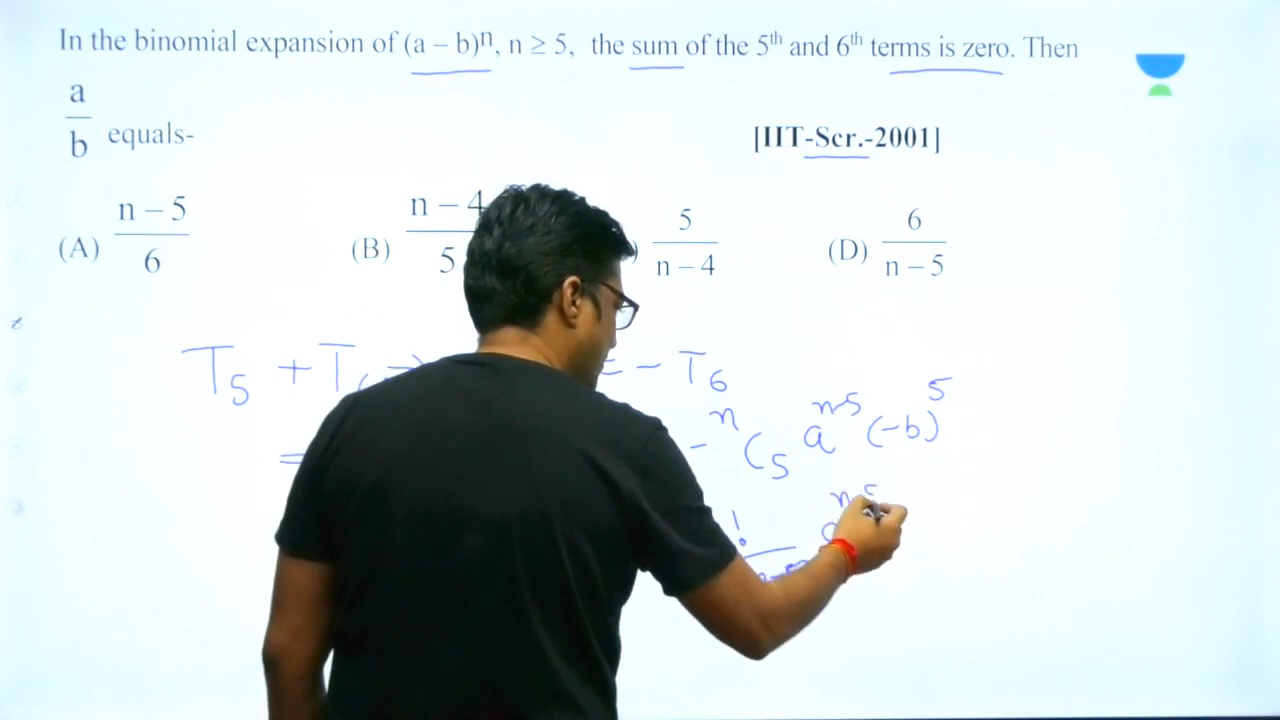 In the binomial expansion of (a – b)ⁿ, n ≥ 5, the sum of the 5th and 6th terms is zero. Then
a
b equals-
[IIT-Scr.-2001]
(A) n – 5
6
(B) n – 4
5
) 5
n – 4
(D) 6
n – 5
T₅ + T = – T₆
= – ⁿC₅ aⁿ⁻⁵ (-b)⁵
! n